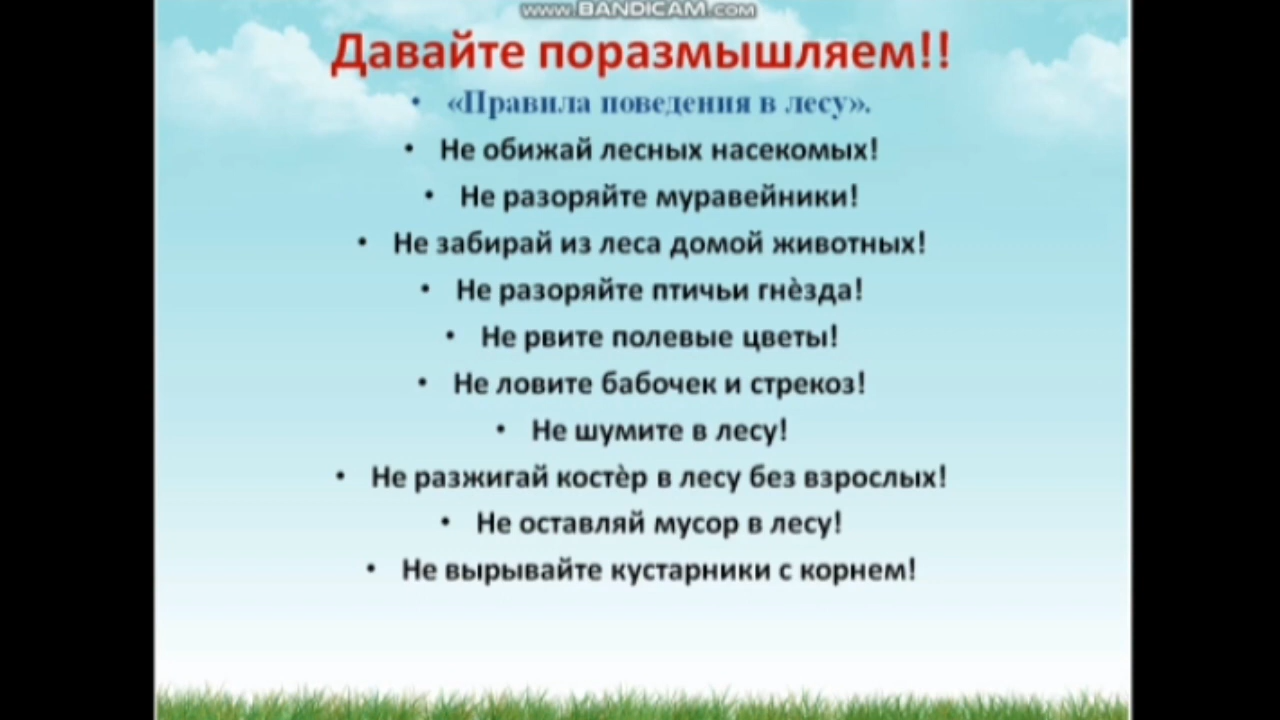 www.BANDICAM.com
Давайте поразмышляем!!
• «Правила поведения в лесу».
• Не обижай лесных насекомых!
• Не разоряйте муравейники!
• Не забирай из леса домой животных!
• Не разоряйте птичьи гнѐзда!
• Не рвите полевые цветы!
• Не ловите бабочек и стрекоз!
• Не шумите в лесу!
• Не разжигай костѐр в лесу без взрослых!
• Не оставляй мусор в лесу!
• Не вырывайте кустарники с корнем!